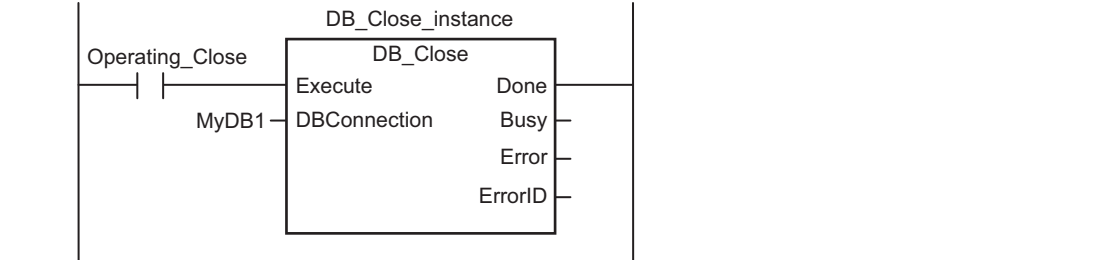 DB_Close_instance
Operating_Close
DB_Close
Execute Done
MyDB1 DBConnection Busy
Error
ErrorID